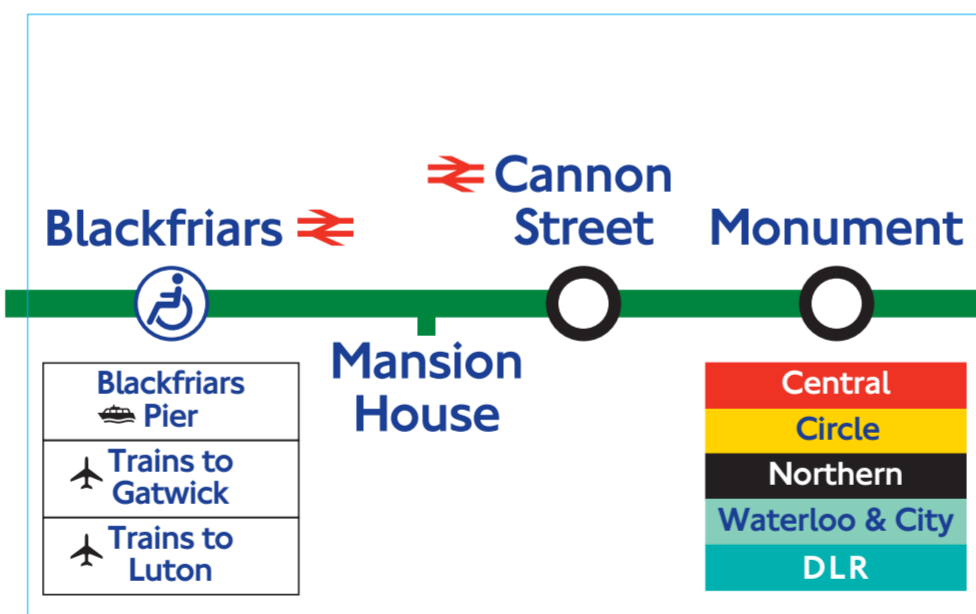 Blackfriars
Cannon
Street
Monument
Mansion
House
Blackfriars
Pier
Trains to
Gatwick
Trains to
Luton
Central
Circle
Northern
Waterloo & City
DLR